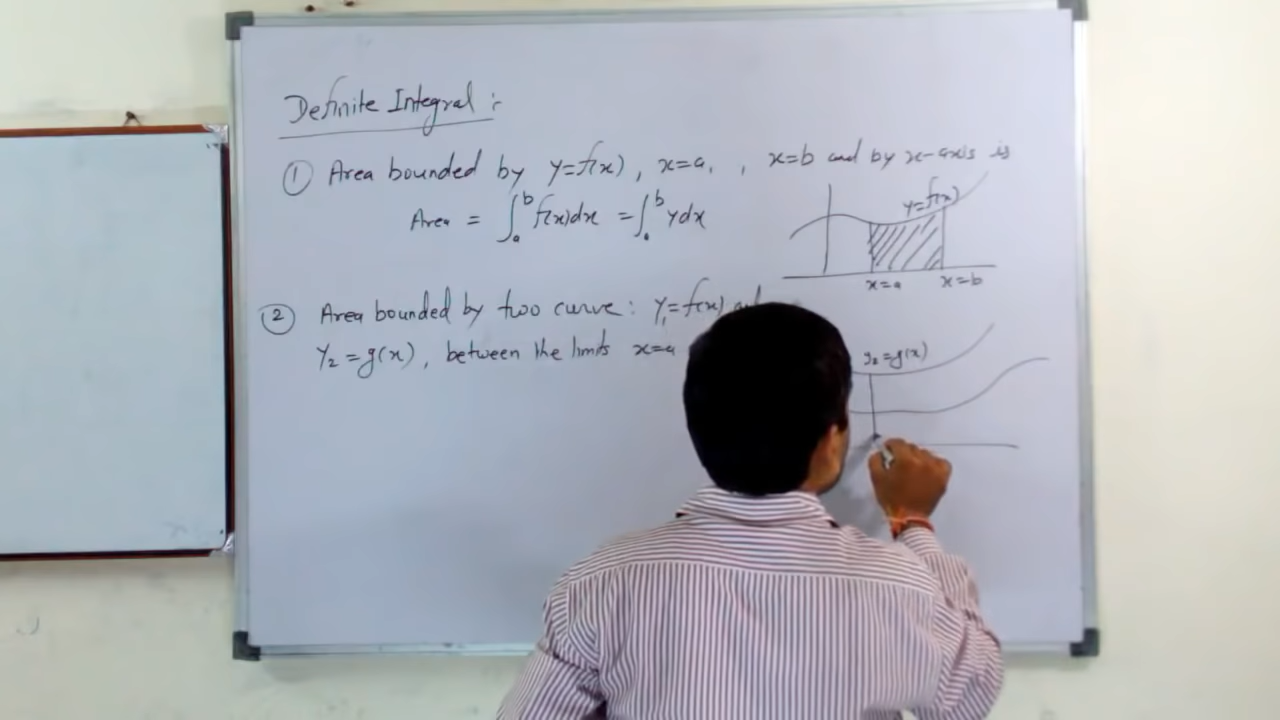 Definite Integral :
① Area bounded by y=f(x), x=a, , x=b and by x-axis is
Area = ∫ₐᵇ f(x)dx = ∫ₐᵇ ydx
y=f(x)
x=a x=b
② Area bounded by two curve: y₁=f(x)
y₂=g(x), between the limits x=a
y₂=g(x)